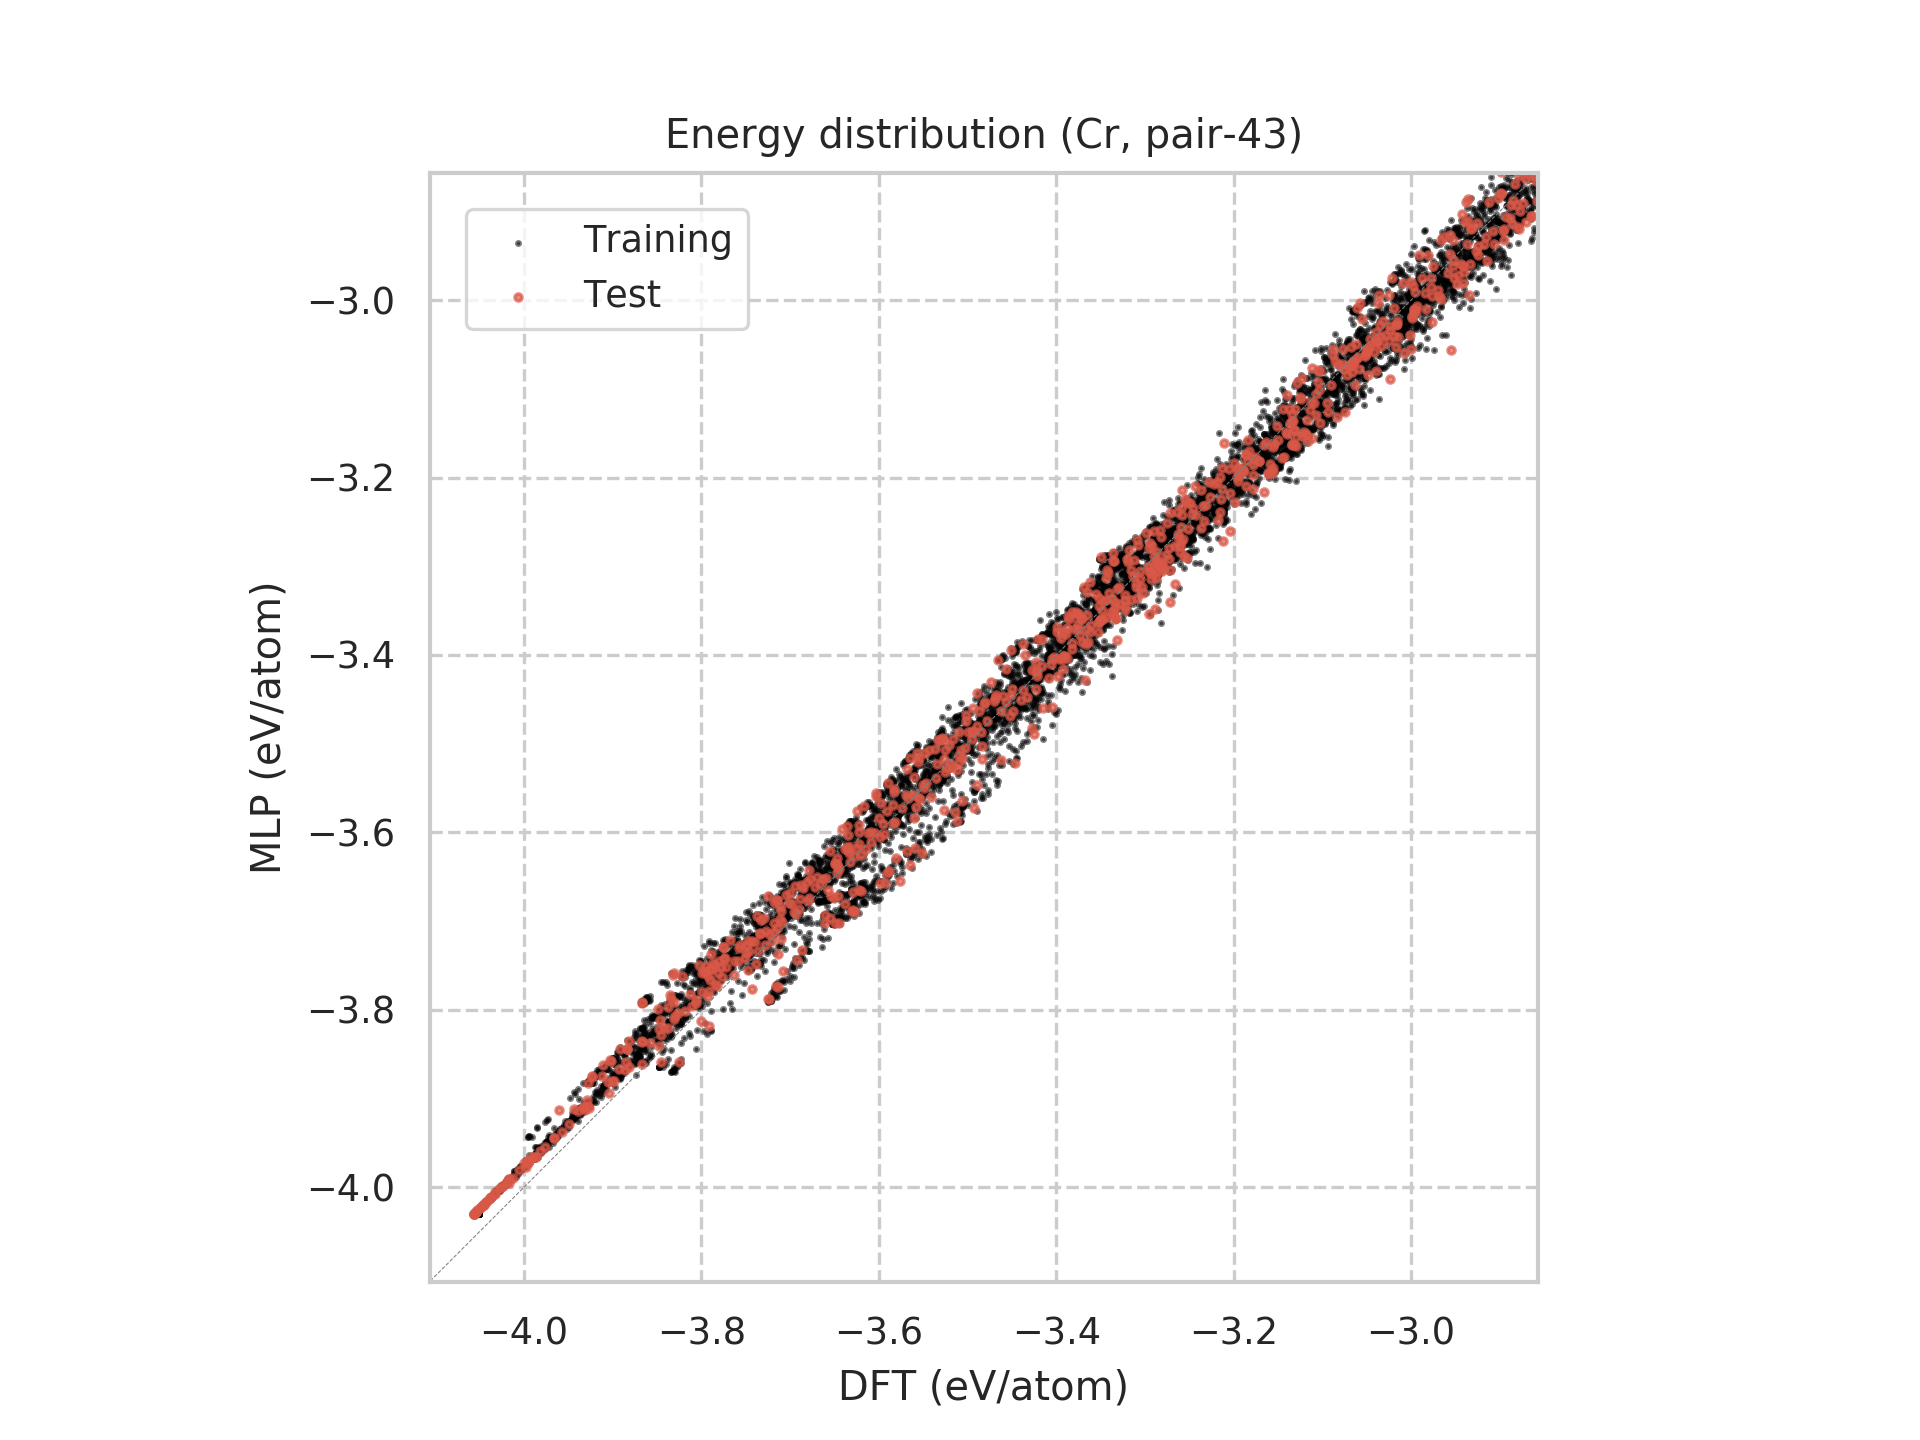 Energy distribution (Cr, pair-43)
Training
Test
MLP (eV/atom)
−3.0
−3.2
−3.4
−3.6
−3.8
−4.0
−4.0 −3.8 −3.6 −3.4 −3.2 −3.0
DFT (eV/atom)